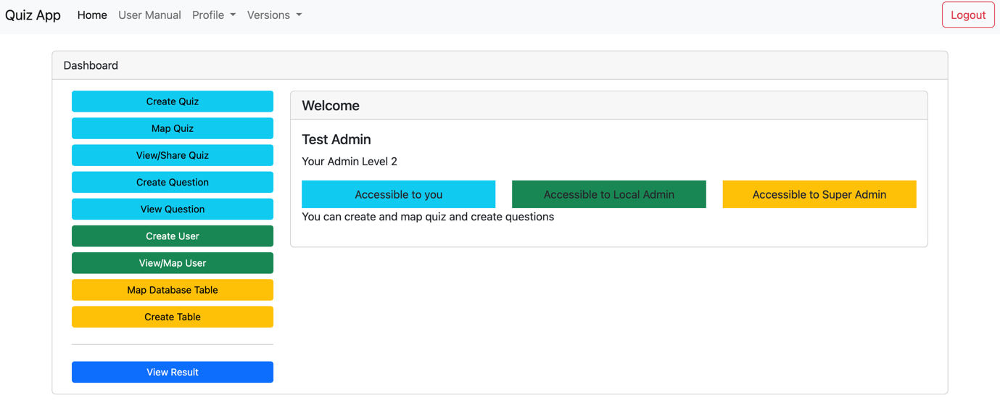 Quiz App Home User Manual Profile Versions Logout
Dashboard
Create Quiz
Map Quiz
View/Share Quiz
Create Question
View Question
Create User
View/Map User
Map Database Table
Create Table
View Result
Welcome
Test Admin
Your Admin Level 2
Accessible to you Accessible to Local Admin Accessible to Super Admin
You can create and map quiz and create questions